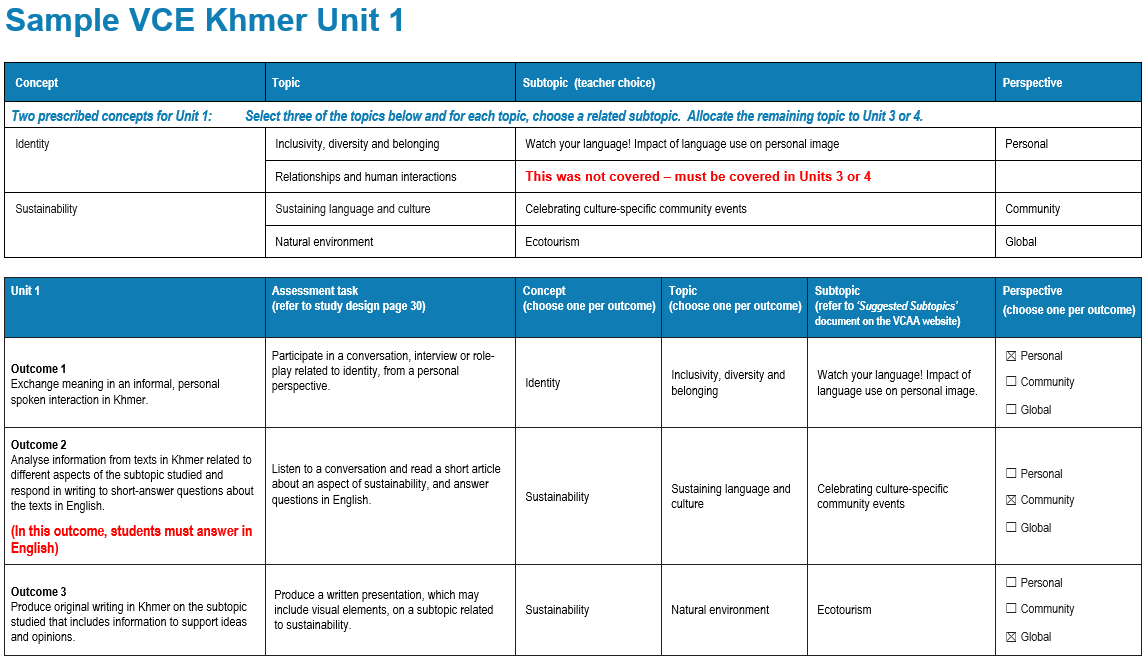 Sample VCE Khmer Unit 1
Concept Topic Subtopic (teacher choice) Perspective
Two prescribed concepts for Unit 1: Select three of the topics below and for each topic, choose a related subtopic. Allocate the remaining topic to Unit 3 or 4.
Identity Inclusivity, diversity and belonging Watch your language! Impact of language use on personal image Personal
Relationships and human interactions This was not covered – must be covered in Units 3 or 4
Sustainability Sustaining language and culture Celebrating culture-specific community events Community
Natural environment Ecotourism Global
Unit 1
Assessment task
(refer to study design page 30)
Concept
(choose one per outcome)
Topic
(choose one per outcome)
Subtopic
(refer to 'Suggested Subtopics'
document on the VCAA website)
Perspective
(choose one per outcome)
Outcome 1
Exchange meaning in an informal, personal
spoken interaction in Khmer.
Participate in a conversation, interview or role-
play related to identity, from a personal
perspective.
Identity
Inclusivity, diversity and
belonging
Watch your language! Impact of
language use on personal image.
☒ Personal
☐ Community
☐ Global
Outcome 2
Analyse information from texts in Khmer related to
different aspects of the subtopic studied and
respond in writing to short-answer questions about
the texts in English.
(In this outcome, students must answer in
English)
Listen to a conversation and read a short article
about an aspect of sustainability, and answer
questions in English.
Sustainability
Sustaining language and
culture
Celebrating culture-specific
community events
☐ Personal
☒ Community
☐ Global
Outcome 3
Produce original writing in Khmer on the subtopic
studied that includes information to support ideas
and opinions.
Produce a written presentation, which may
include visual elements, on a subtopic related
to sustainability.
Sustainability
Natural environment
Ecotourism
☐ Personal
☐ Community
☒ Global